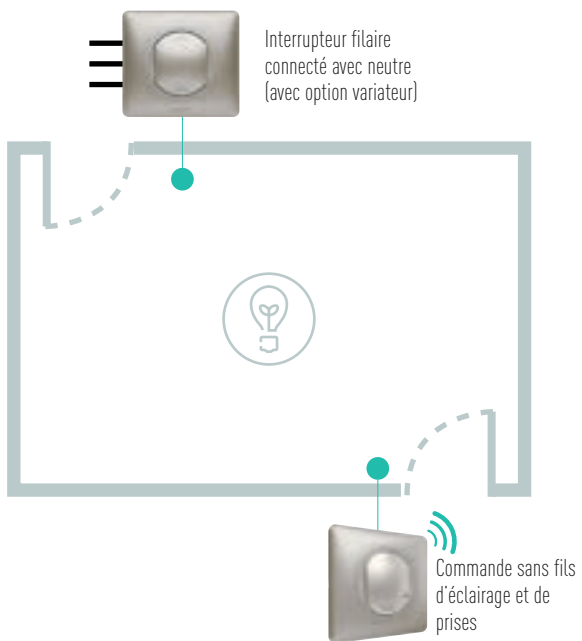 Interrupteur filaire
connecté avec neutre
(avec option variateur)
Commande sans fils
d'éclairage et de
prises